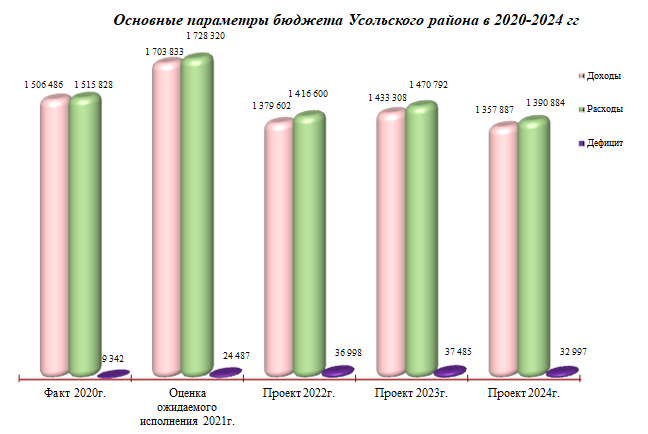 Основные параметры бюджета Усольского района в 2020-2024 гг
1 506 486
1 515 828
9 342
1 703 833
1 728 320
24 487
1 379 602
1 416 600
36 998
1 433 308
1 470 792
37 485
1 357 887
1 390 884
32 997
Доходы
Расходы
Дефицит
Факт 2020г.
Оценка
ожидаемого
исполнения 2021г.
Проект 2022г.
Проект 2023г.
Проект 2024г.